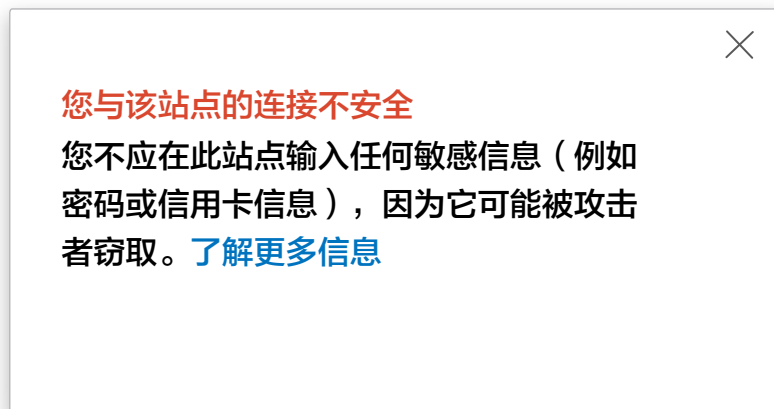 您与该站点的连接不安全
您不应在此站点输入任何敏感信息（例如
密码或信用卡信息），因为它可能被攻击
者窃取。了解更多信息